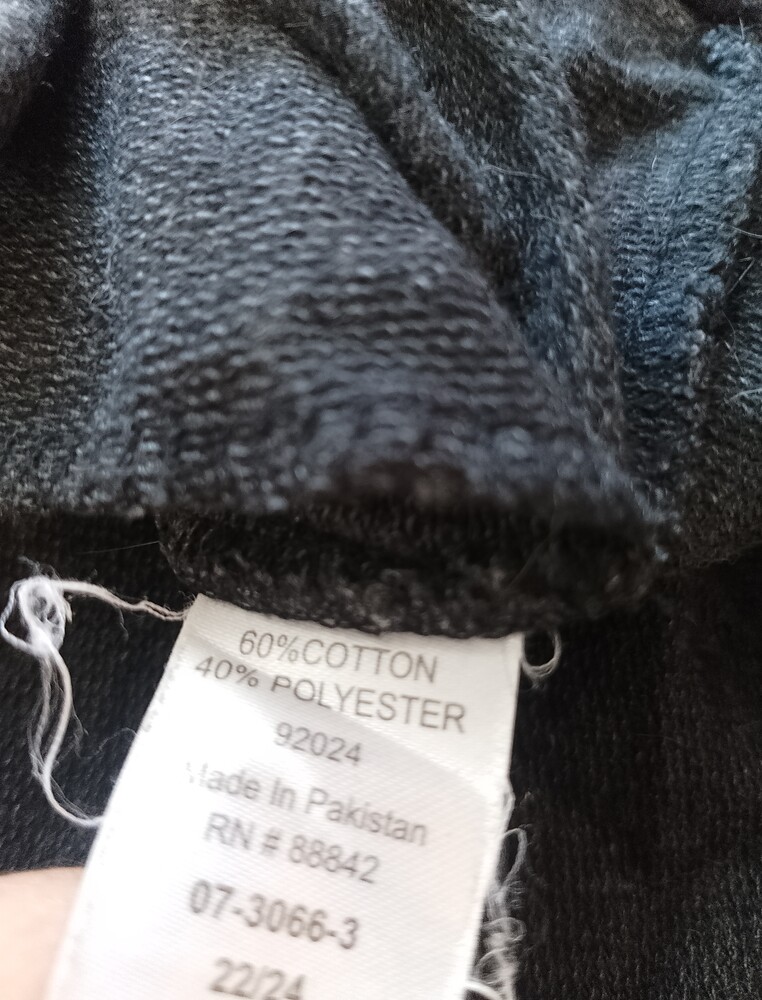 60%COTTON
40% POLYESTER
92024
Made In Pakistan
RN # 88842
07-3066-3
22/24